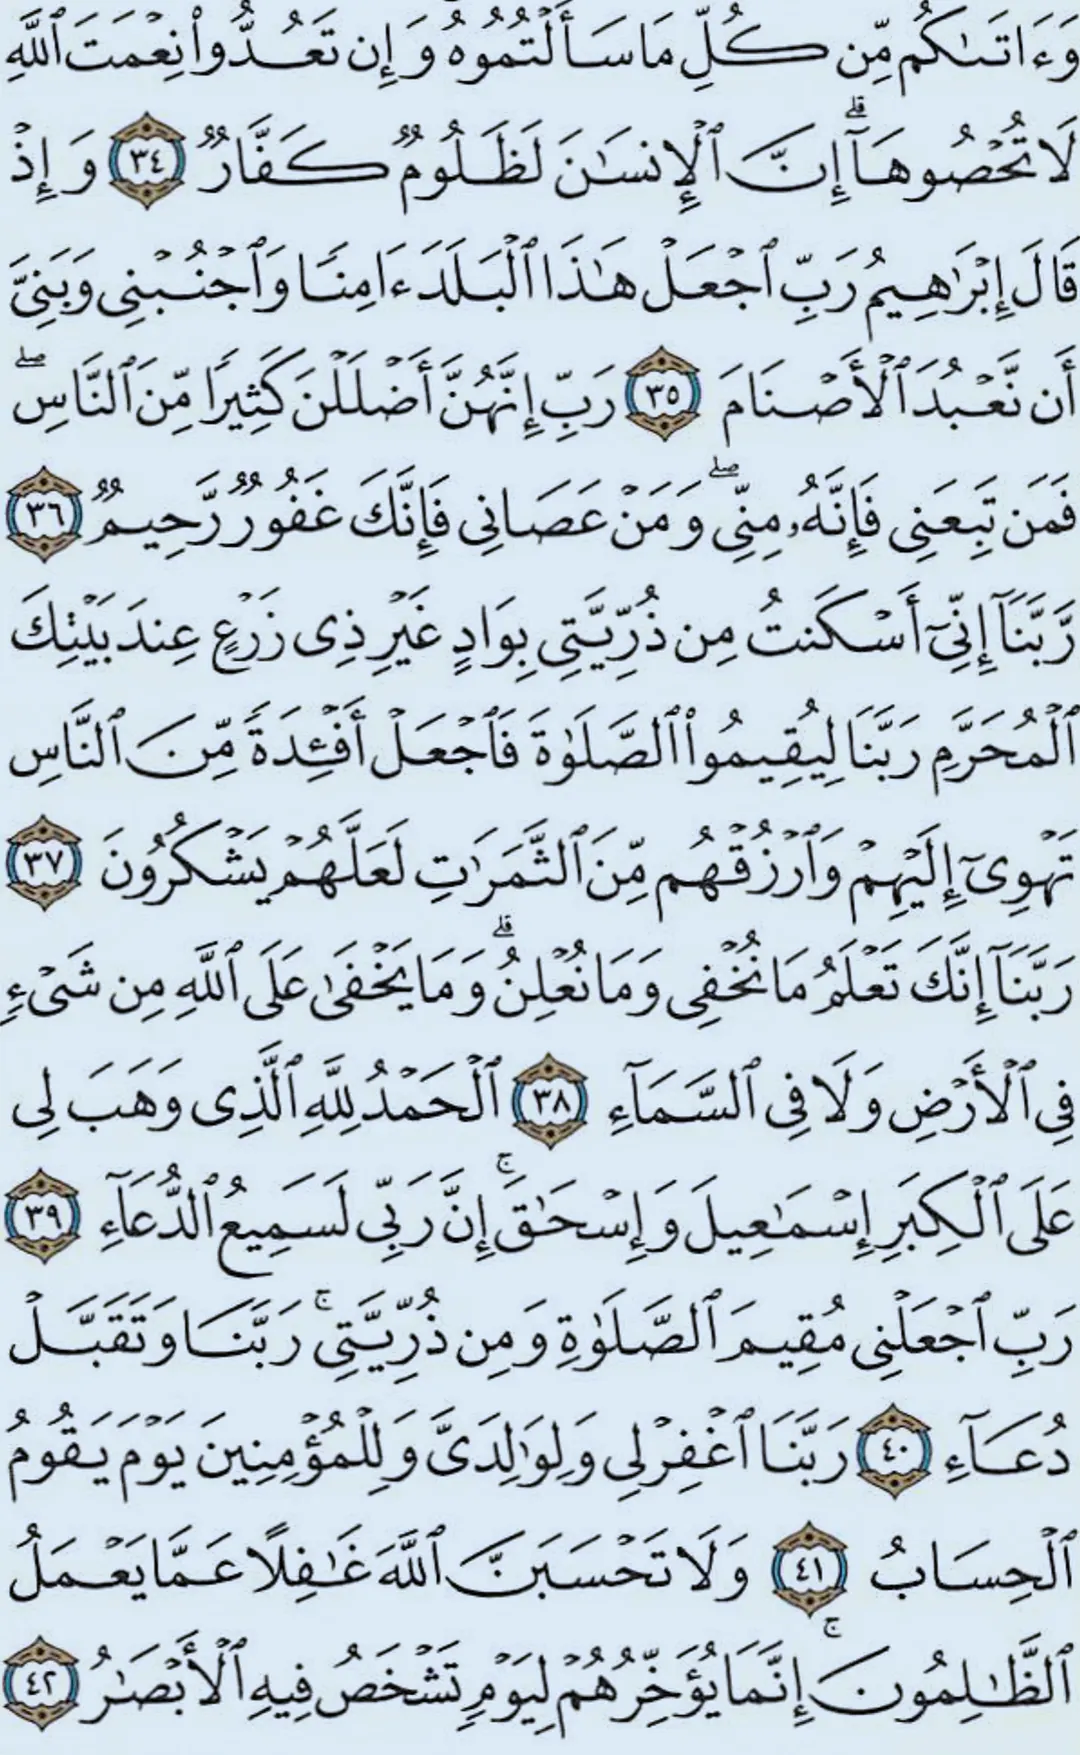 وَءَاتَىٰكُم مِّن كُلِّ مَا سَأَلۡتُمُوهُۚ وَإِن تَعُدُّواْ نِعۡمَتَ ٱللَّهِ
لَا تُحۡصُوهَآۗ إِنَّ ٱلۡإِنسَٰنَ لَظَلُومٞ كَفَّارٞ ٣٤ وَإِذۡ
قَالَ إِبۡرَٰهِيمُ رَبِّ ٱجۡعَلۡ هَٰذَا ٱلۡبَلَدَ ءَامِنٗا وَٱجۡنُبۡنِي وَبَنِيَّ
أَن نَّعۡبُدَ ٱلۡأَصۡنَامَ ٣٥ رَبِّ إِنَّهُنَّ أَضۡلَلۡنَ كَثِيرٗا مِّنَ ٱلنَّاسِۖ
فَمَن تَبِعَنِي فَإِنَّهُۥ مِنِّيۖ وَمَنۡ عَصَانِي فَإِنَّكَ غَفُورٞ رَّحِيمٞ ٣٦
رَّبَّنَآ إِنِّيٓ أَسۡكَنتُ مِن ذُرِّيَّتِي بِوَادٍ غَيۡرِ ذِي زَرۡعٍ عِندَ بَيۡتِكَ
ٱلۡمُحَرَّمِ رَبَّنَا لِيُقِيمُواْ ٱلصَّلَوٰةَ فَٱجۡعَلۡ أَفۡـِٔدَةٗ مِّنَ ٱلنَّاسِ
تَهۡوِيٓ إِلَيۡهِمۡ وَٱرۡزُقۡهُم مِّنَ ٱلثَّمَرَٰتِ لَعَلَّهُمۡ يَشۡكُرُونَ ٣٧
رَبَّنَآ إِنَّكَ تَعۡلَمُ مَا نُخۡفِي وَمَا نُعۡلِنُۗ وَمَا يَخۡفَىٰ عَلَى ٱللَّهِ مِن شَيۡءٖ
فِي ٱلۡأَرۡضِ وَلَا فِي ٱلسَّمَآءِ ٣٨ ٱلۡحَمۡدُ لِلَّهِ ٱلَّذِي وَهَبَ لِي
عَلَى ٱلۡكِبَرِ إِسۡمَٰعِيلَ وَإِسۡحَٰقَۚ إِنَّ رَبِّي لَسَمِيعُ ٱلدُّعَآءِ ٣٩
رَبِّ ٱجۡعَلۡنِي مُقِيمَ ٱلصَّلَوٰةِ وَمِن ذُرِّيَّتِيۚ رَبَّنَا وَتَقَبَّلۡ
دُعَآءِ ٤٠ رَبَّنَا ٱغۡفِرۡ لِي وَلِوَٰلِدَيَّ وَلِلۡمُؤۡمِنِينَ يَوۡمَ يَقُومُ
ٱلۡحِسَابُ ٤١ وَلَا تَحۡسَبَنَّ ٱللَّهَ غَٰفِلًا عَمَّا يَعۡمَلُ
ٱلظَّٰلِمُونَۚ إِنَّمَا يُؤَخِّرُهُمۡ لِيَوۡمٖ تَشۡخَصُ فِيهِ ٱلۡأَبۡصَٰرُ ٤٢